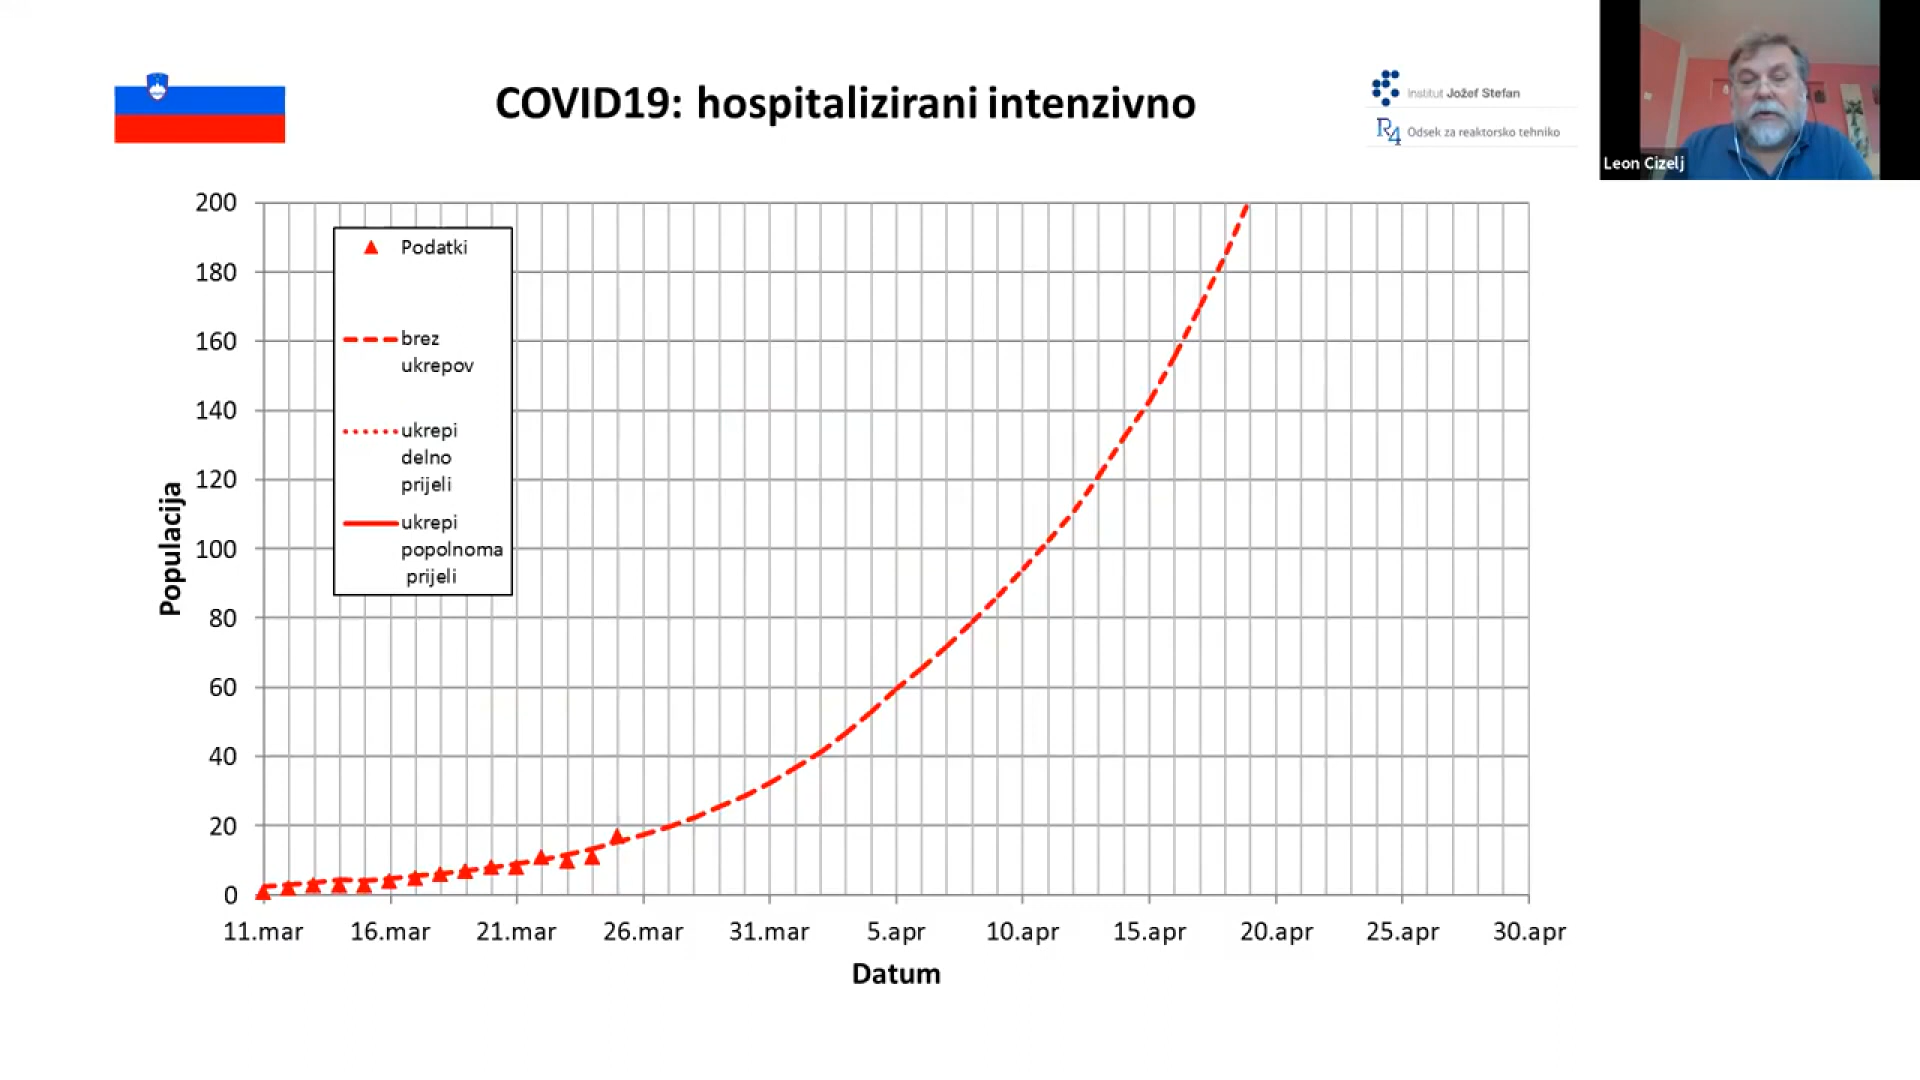 COVID19: hospitalizirani intenzivno
Institut Jožef Stefan
R4 Odsek za reaktorsko tehniko
Leon Cizelj
Podatki
brez
ukrepov
ukrepi
delno
prijeli
ukrepi
popolnoma
prijeli
Populacija
200
180
160
140
120
100
80
60
40
20
0
11.mar 16.mar 21.mar 26.mar 31.mar 5.apr 10.apr 15.apr 20.apr 25.apr 30.apr
Datum